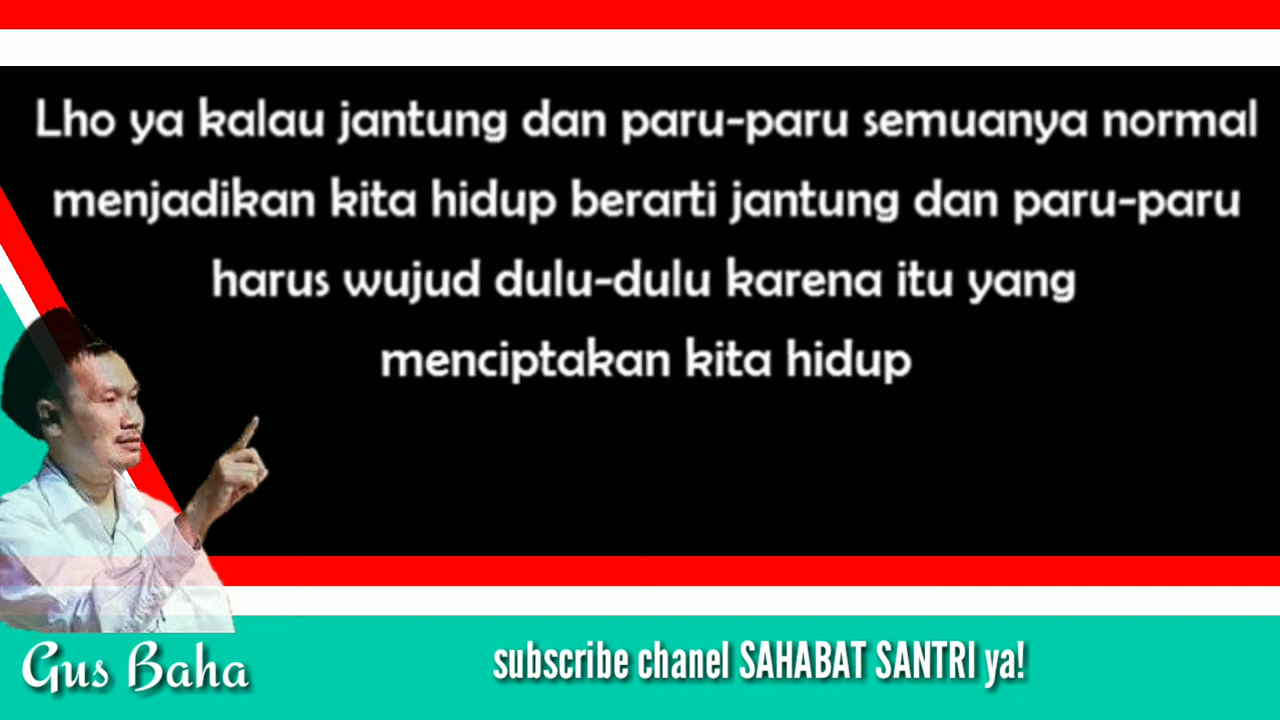 Lho ya kalau jantung dan paru-paru semuanya normal
menjadikan kita hidup berarti jantung dan paru-paru
harus wujud dulu-dulu karena itu yang
menciptakan kita hidup
Gus Baha
subscribe chanel SAHABAT SANTRI ya!